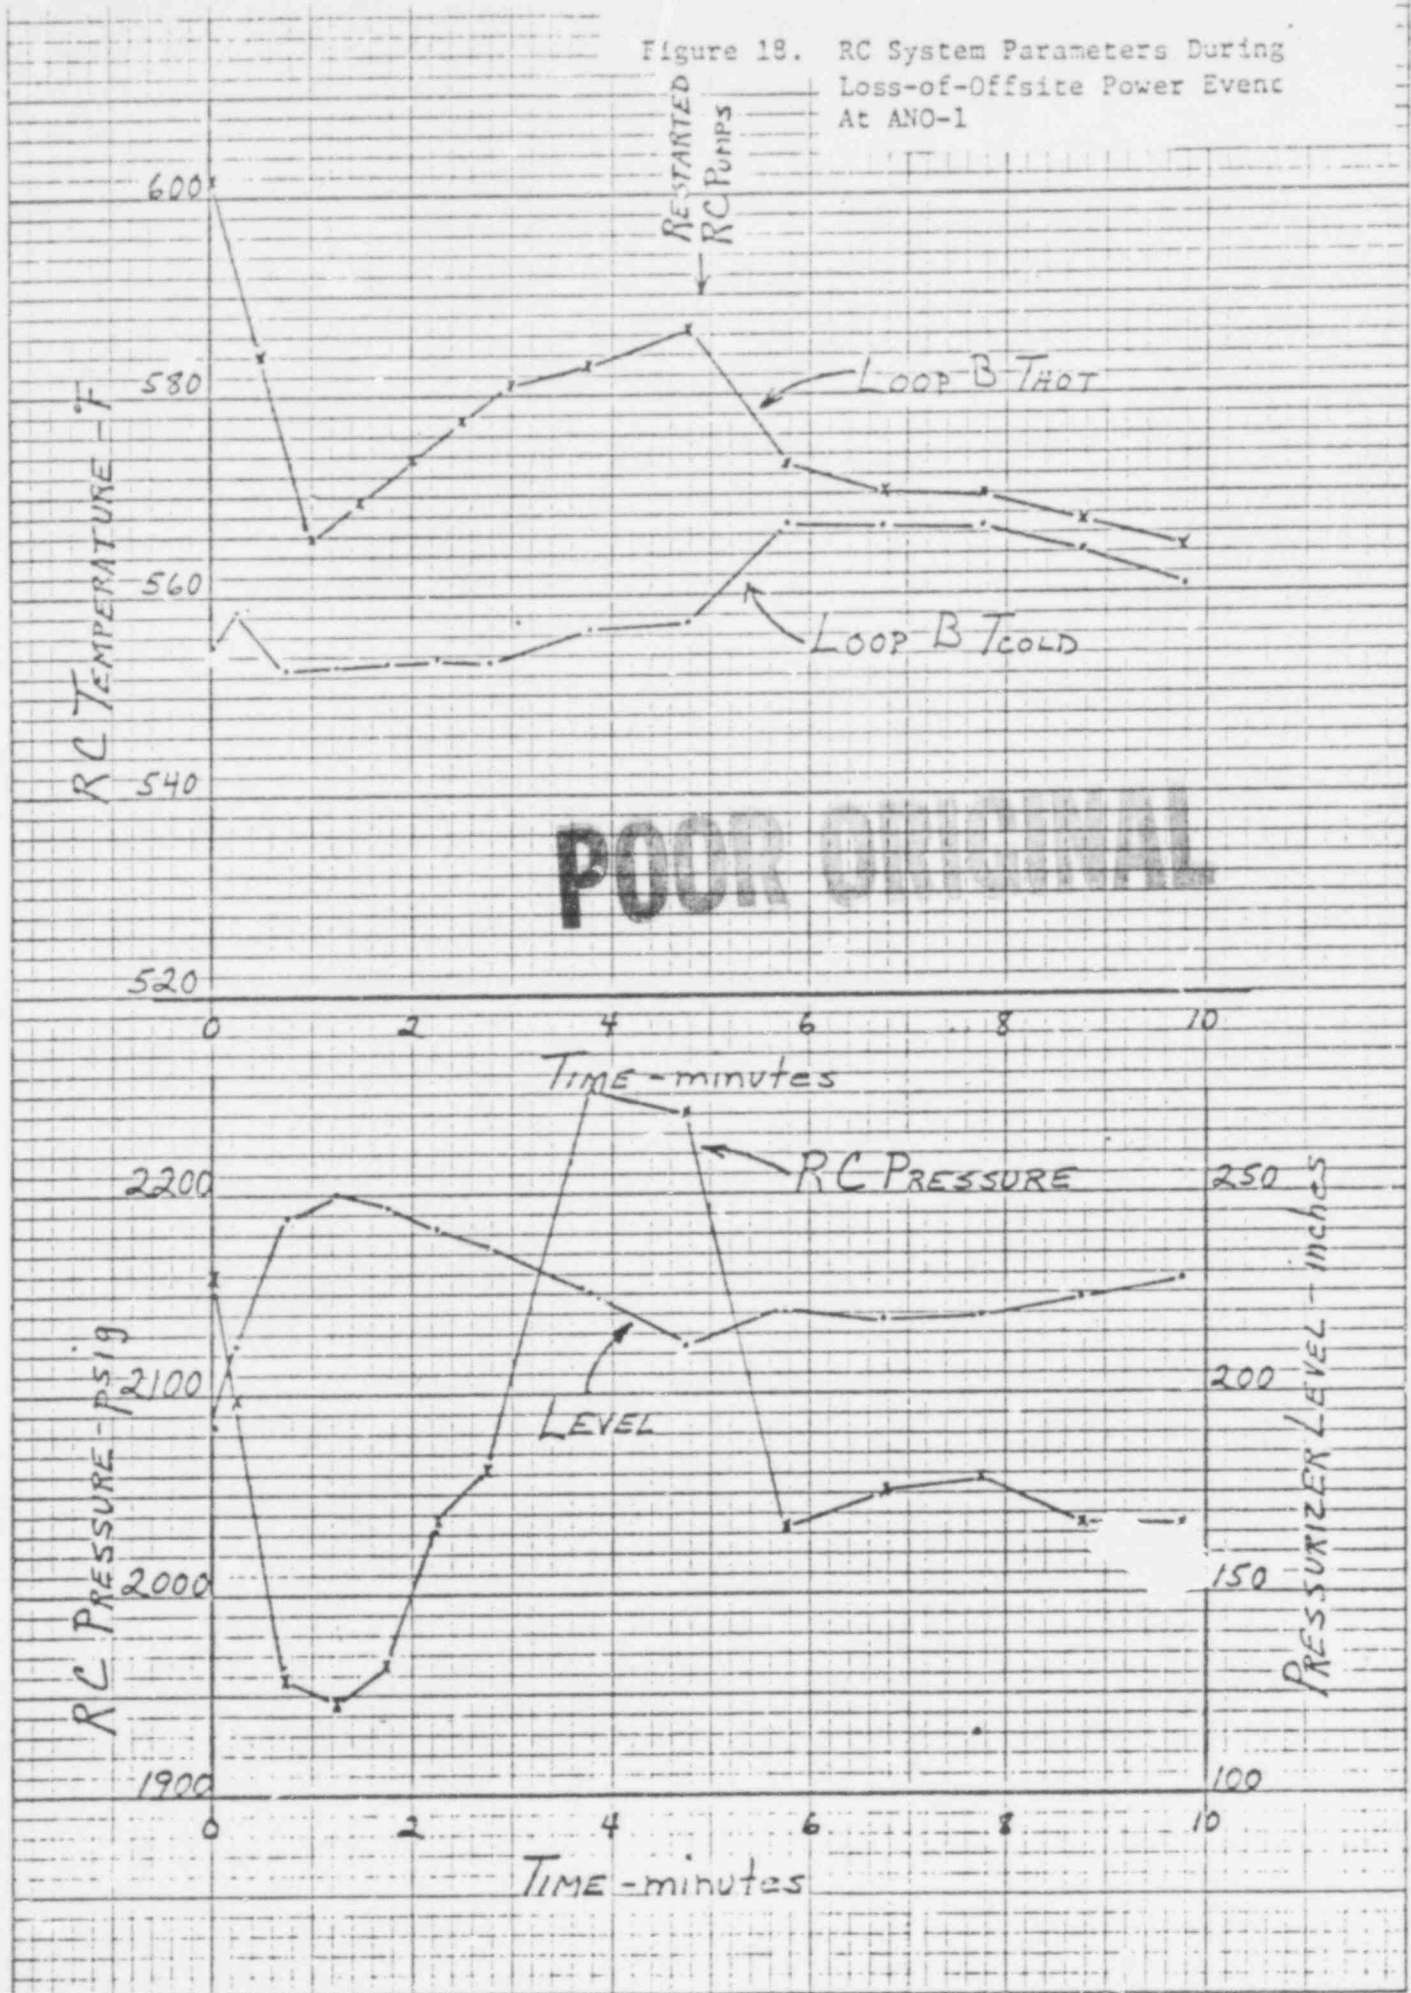 Figure 18. RC System Parameters During
Loss-of-Offsite Power Event
At ANO-1
RESTARTED
RC PUMPS
600
580
560
540
520
RC TEMPERATURE-°F
LOOP B THOT
LOOP B TCOLD
POOR ORIGINAL
0 2 4 6 8 10
TIME-minutes
2200
2100
2000
1900
RC PRESSURE-psig
RC PRESSURE
LEVEL
250
200
150
100
PRESSURIZER LEVEL-inches
0 2 4 6 8 10
TIME-minutes